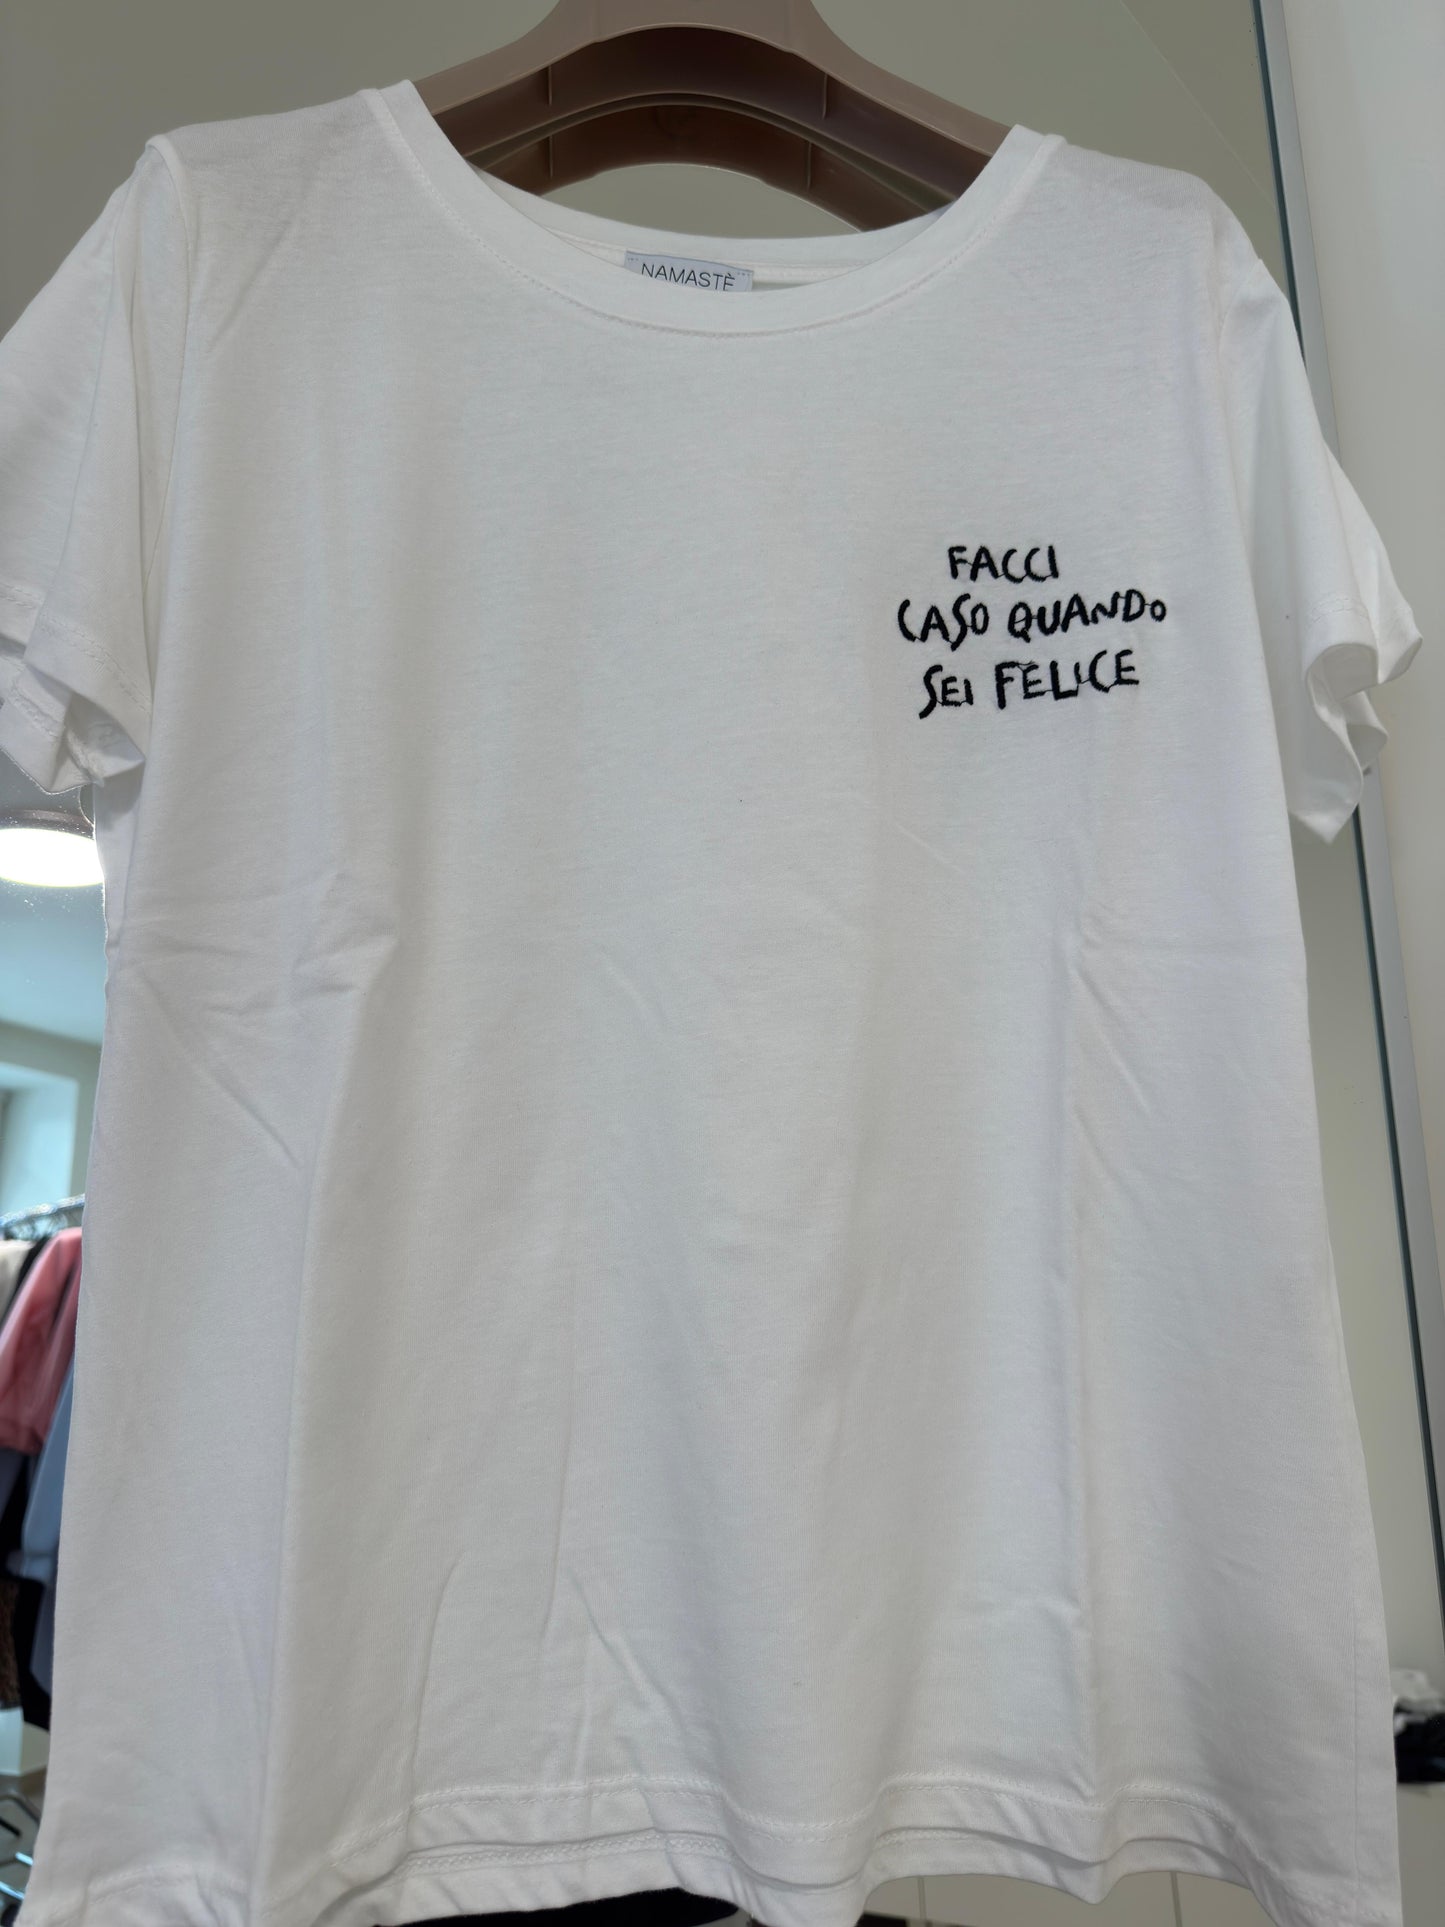 NAMASTÈ
FACCI
CASO QUANDO
SEI FELICE